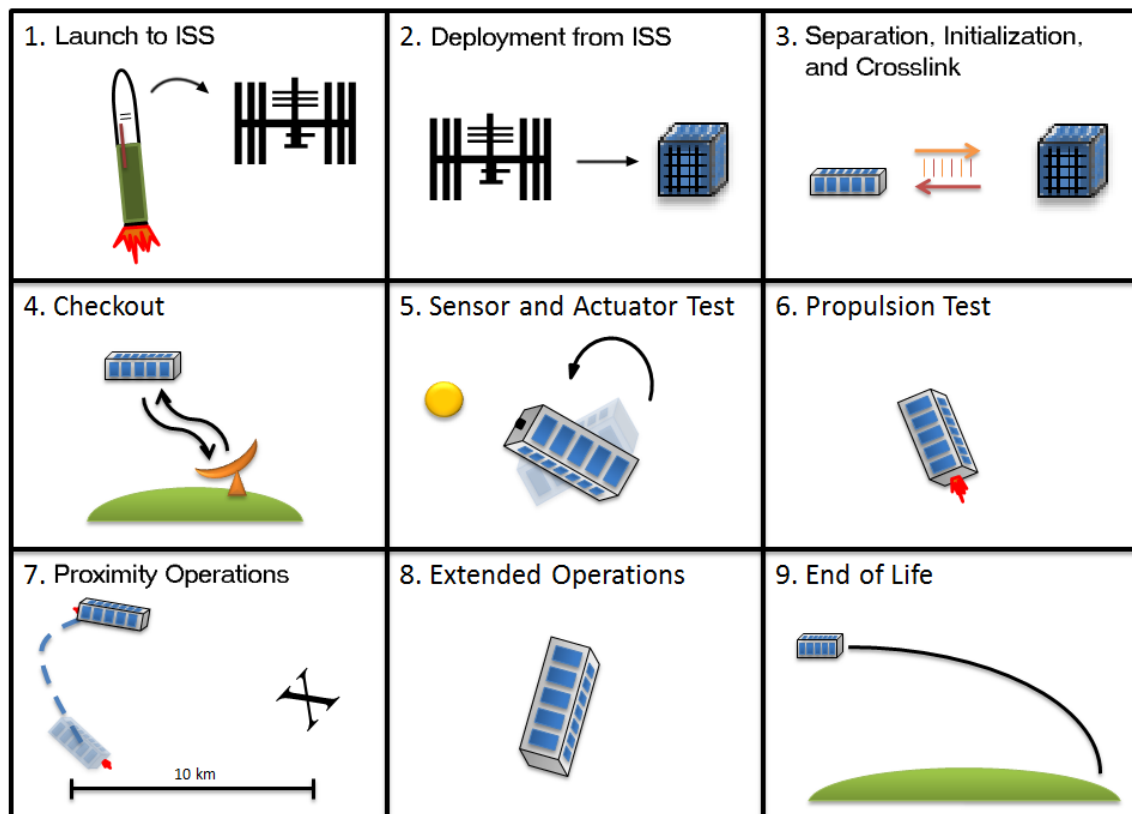 1. Launch to ISS
2. Deployment from ISS
3. Separation, Initialization,
and Crosslink
4. Checkout
5. Sensor and Actuator Test
6. Propulsion Test
7. Proximity Operations
X
10 km
8. Extended Operations
9. End of Life